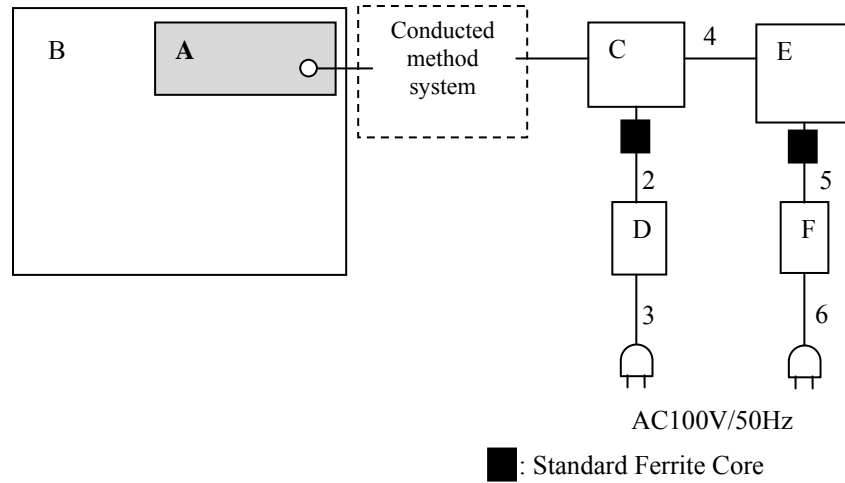 B
A
Conducted
method
system
C
4
E
2
5
D
F
3
6
AC100V/50Hz
: Standard Ferrite Core